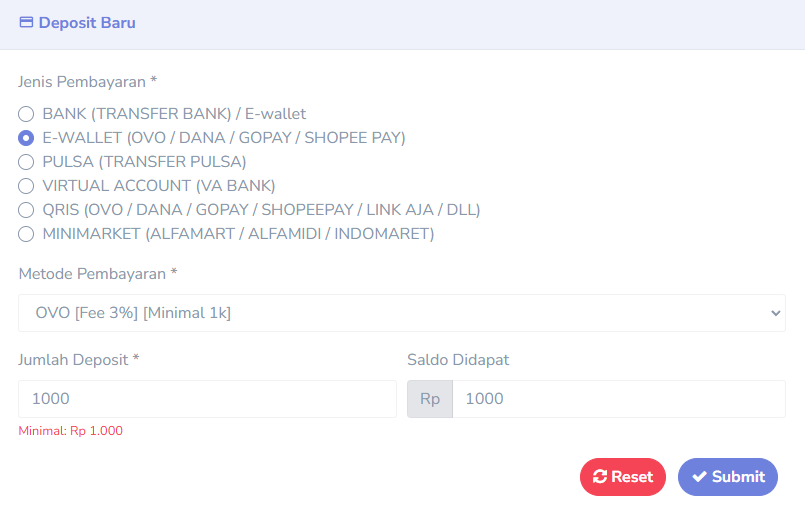 Deposit Baru
Jenis Pembayaran *
BANK (TRANSFER BANK) / E-wallet
E-WALLET (OVO / DANA / GOPAY / SHOPEE PAY)
PULSA (TRANSFER PULSA)
VIRTUAL ACCOUNT (VA BANK)
QRIS (OVO / DANA / GOPAY / SHOPEEPAY / LINK AJA / DLL)
MINIMARKET (ALFAMART / ALFAMIDI / INDOMARET)
Metode Pembayaran *
OVO [Fee 3%] [Minimal 1k]
Jumlah Deposit * Saldo Didapat
1000 Rp 1000
Minimal: Rp 1.000
Reset Submit